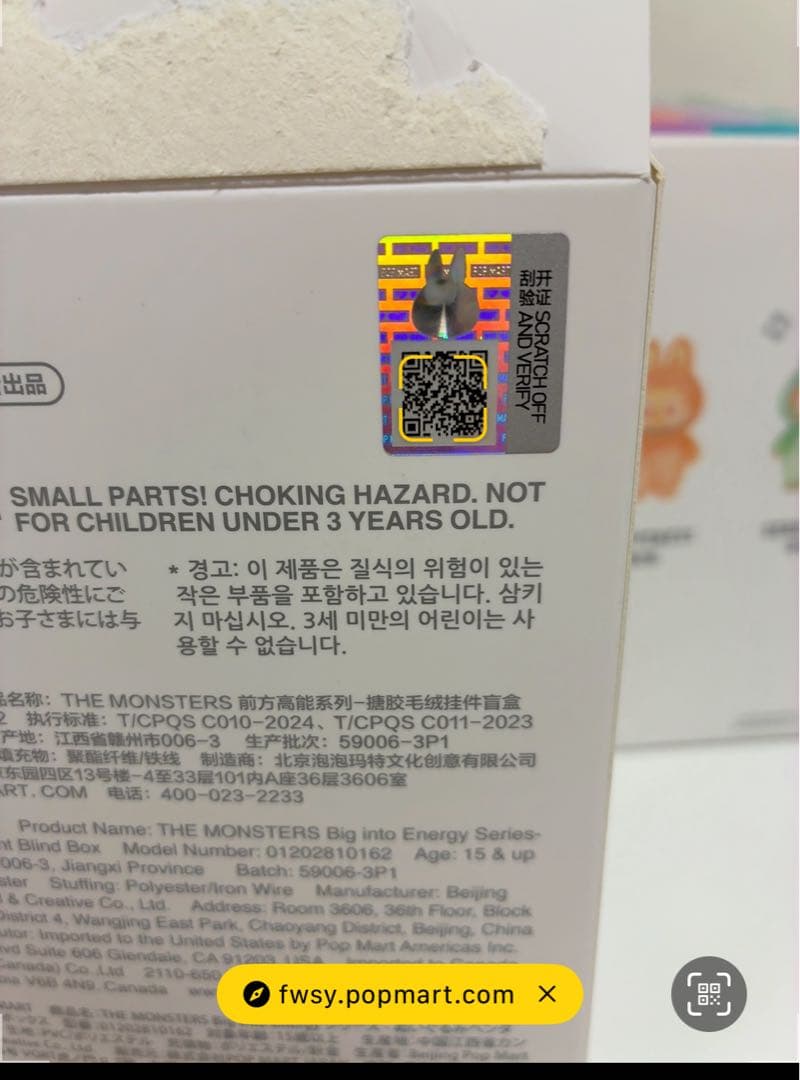 POP MART
POP MART
刮开
验证
SCRATCH OFF
AND VERIFY
出品
SMALL PARTS! CHOKING HAZARD. NOT
FOR CHILDREN UNDER 3 YEARS OLD.
が含まれてい
の危険性にご
お子さまには与
* 경고: 이 제품은 질식의 위험이 있는
작은 부품을 포함하고 있습니다. 삼키
지 마십시오. 3세 미만의 어린이는 사
용할 수 없습니다.
品名称: THE MONSTERS 前方高能系列-搪胶毛绒挂件盲盒
2 执行标准: T/CPQS C010-2024、T/CPQS C011-2023
产地: 江西省赣州市006-3 生产批次: 59006-3P1
填充物: 聚酯纤维/铁线 制造商: 北京泡泡玛特文化创意有限公司
东园四区13号楼-4至33层101内A座36层3606室
ART.COM 电话: 400-023-2233
Product Name: THE MONSTERS Big into Energy Series-
nt Blind Box Model Number: 01202810162 Age: 15 & up
006-3, Jiangxi Province Batch: 59006-3P1
ster Stuffing: Polyester/Iron Wire Manufacturer: Beijing
l & Creative Co., Ltd. Address: Room 3606, 36th Floor, Block
District 4, Wangjing East Park, Chaoyang District, Beijing, China
utor: Imported to the United States by Pop Mart Americas Inc.
vd Suite 606 Glendale, CA 91203, USA
Canada) Co.,Ltd 2110-650
V6B 4N9, Canada
fwsy.popmart.com